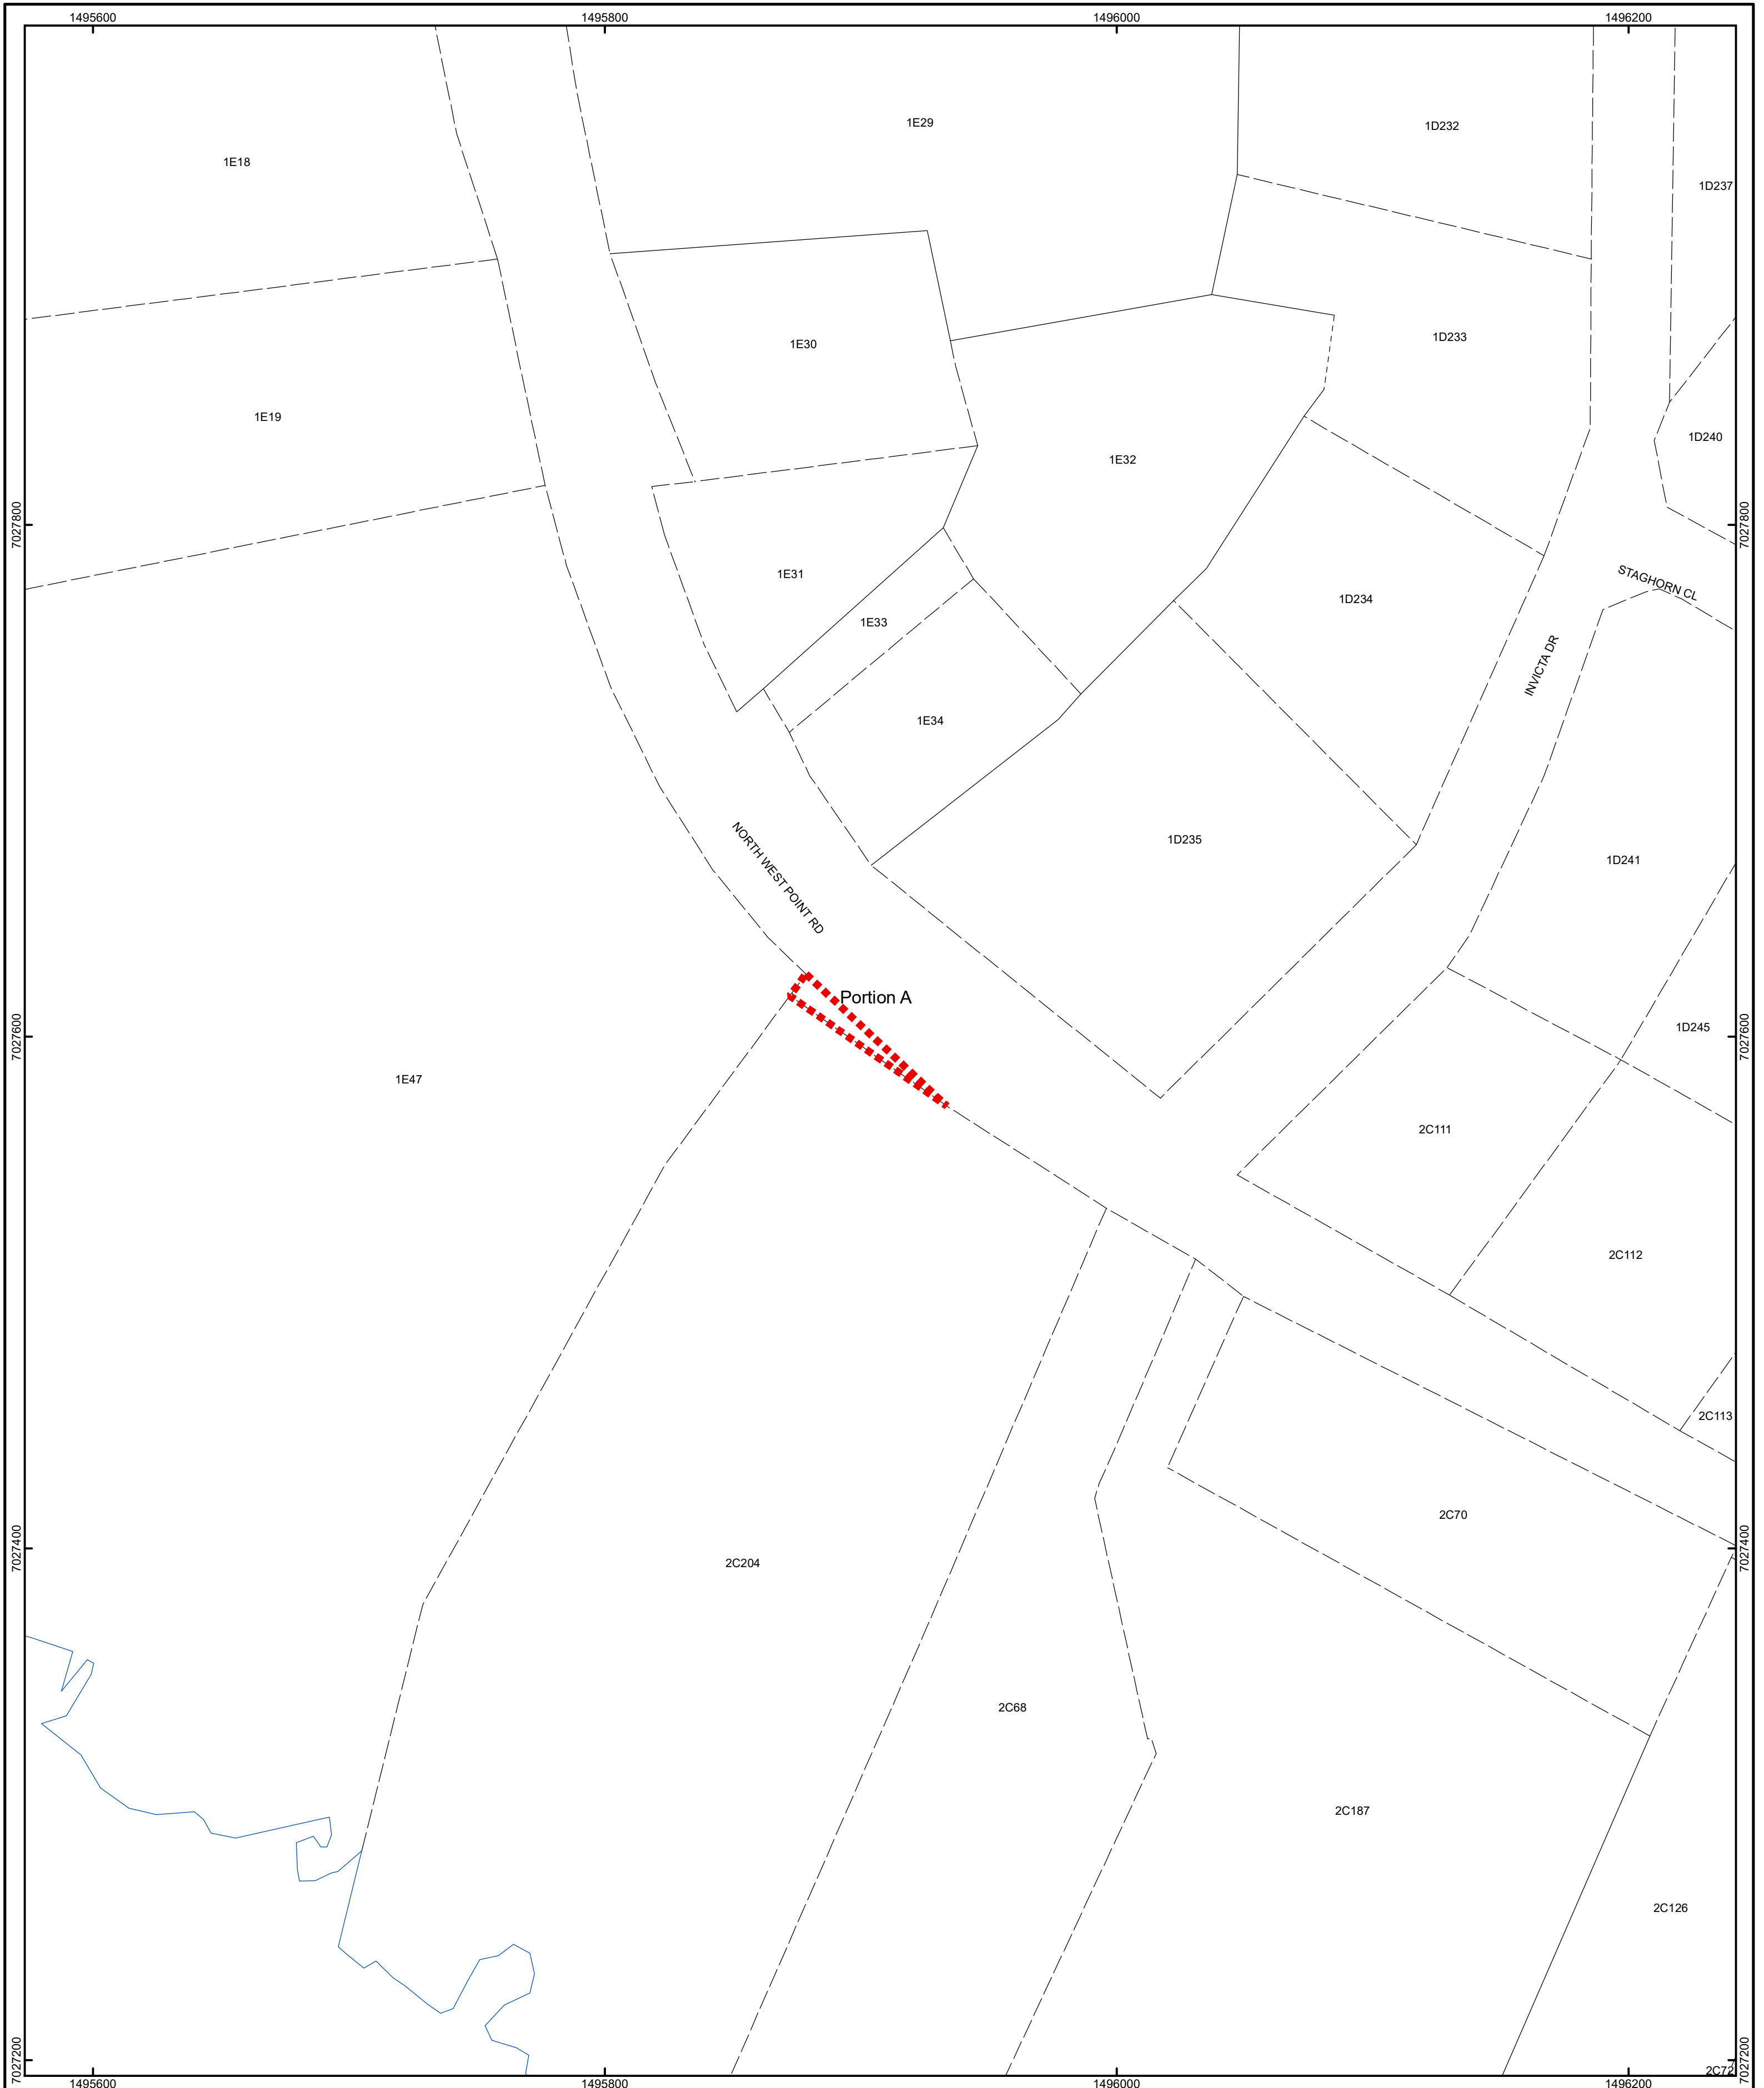 1495600
1495800
1496000
1496200
1E29
1D232
1E18
1D237
1D233
1E30
1E19
1D240
1E32
7027800
7027800
1E31
STAGHORN CL
1D234
1E33
INVICTA DR
1E34
1D235
1D241
NORTH WEST POINT RD
Portion A
7027600
1D245
7027600
1E47
2C111
2C112
2C113
2C70
7027400
7027400
2C204
2C68
2C187
2C126
7027200
7027200
2C72
1495600
1495800
1496000
1496200